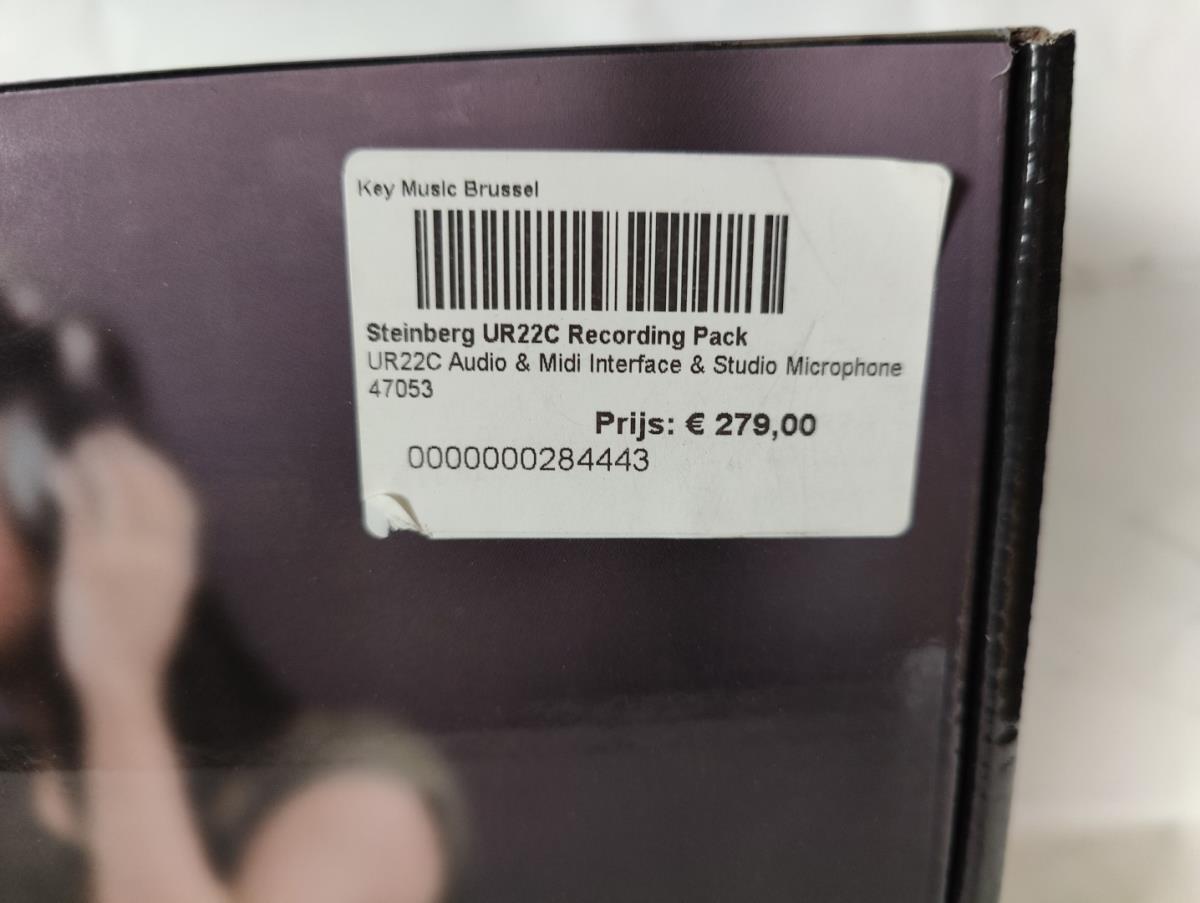 Key Music Brussel
Steinberg UR22C Recording Pack
UR22C Audio & Midi Interface & Studio Microphone
47053
Prijs: € 279,00
0000000284443